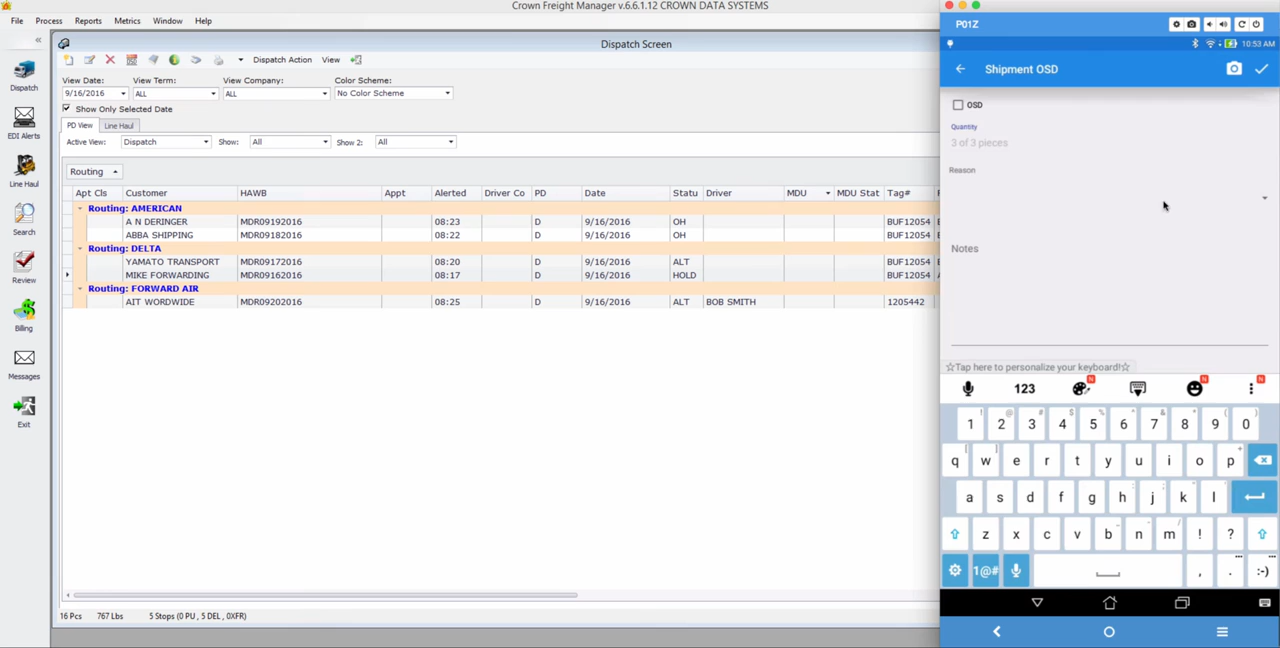 Crown Freight Manager v.6.6.1.12 CROWN DATA SYSTEMS
File Process Reports Metrics Window Help
«
Dispatch
EDI Alerts
Line Haul
Search
Review
Billing
Messages
Exit
Dispatch Screen
Dispatch Action View
View Date: View Term: View Company: Color Scheme:
9/16/2016 ALL ALL No Color Scheme
Show Only Selected Date
PD View Line Haul
Active View: Dispatch Show: All Show 2: All
Routing
Apt Cls Customer HAWB Appt Alerted Driver Co PD Date Statu Driver MDU MDU Stat Tag#
Routing: AMERICAN
A N DERINGER MDR09192016 08:23 D 9/16/2016 OH BUF12054
ABBA SHIPPING MDR09182016 08:22 D 9/16/2016 OH BUF12054
Routing: DELTA
YAMATO TRANSPORT MDR09172016 08:20 D 9/16/2016 ALT BUF12054
MIKE FORWARDING MDR09162016 08:17 D 9/16/2016 HOLD BUF12054
Routing: FORWARD AIR
AIT WORDWIDE MDR09202016 08:25 D 9/16/2016 ALT BOB SMITH 1205442
16 Pcs 767 Lbs 5 Stops (0 PU , 5 DEL , 0XFR)
P01Z
10:53 AM
Shipment OSD
OSD
Quantity
3 of 3 pieces
Reason
Notes
☆Tap here to personalize your keyboard!☆
123
1 2 3 4 5 6 7 8 9 0
q w e r t y u i o p
a s d f g h j k l
z x c v b n m ! ?
1@# , . :-)